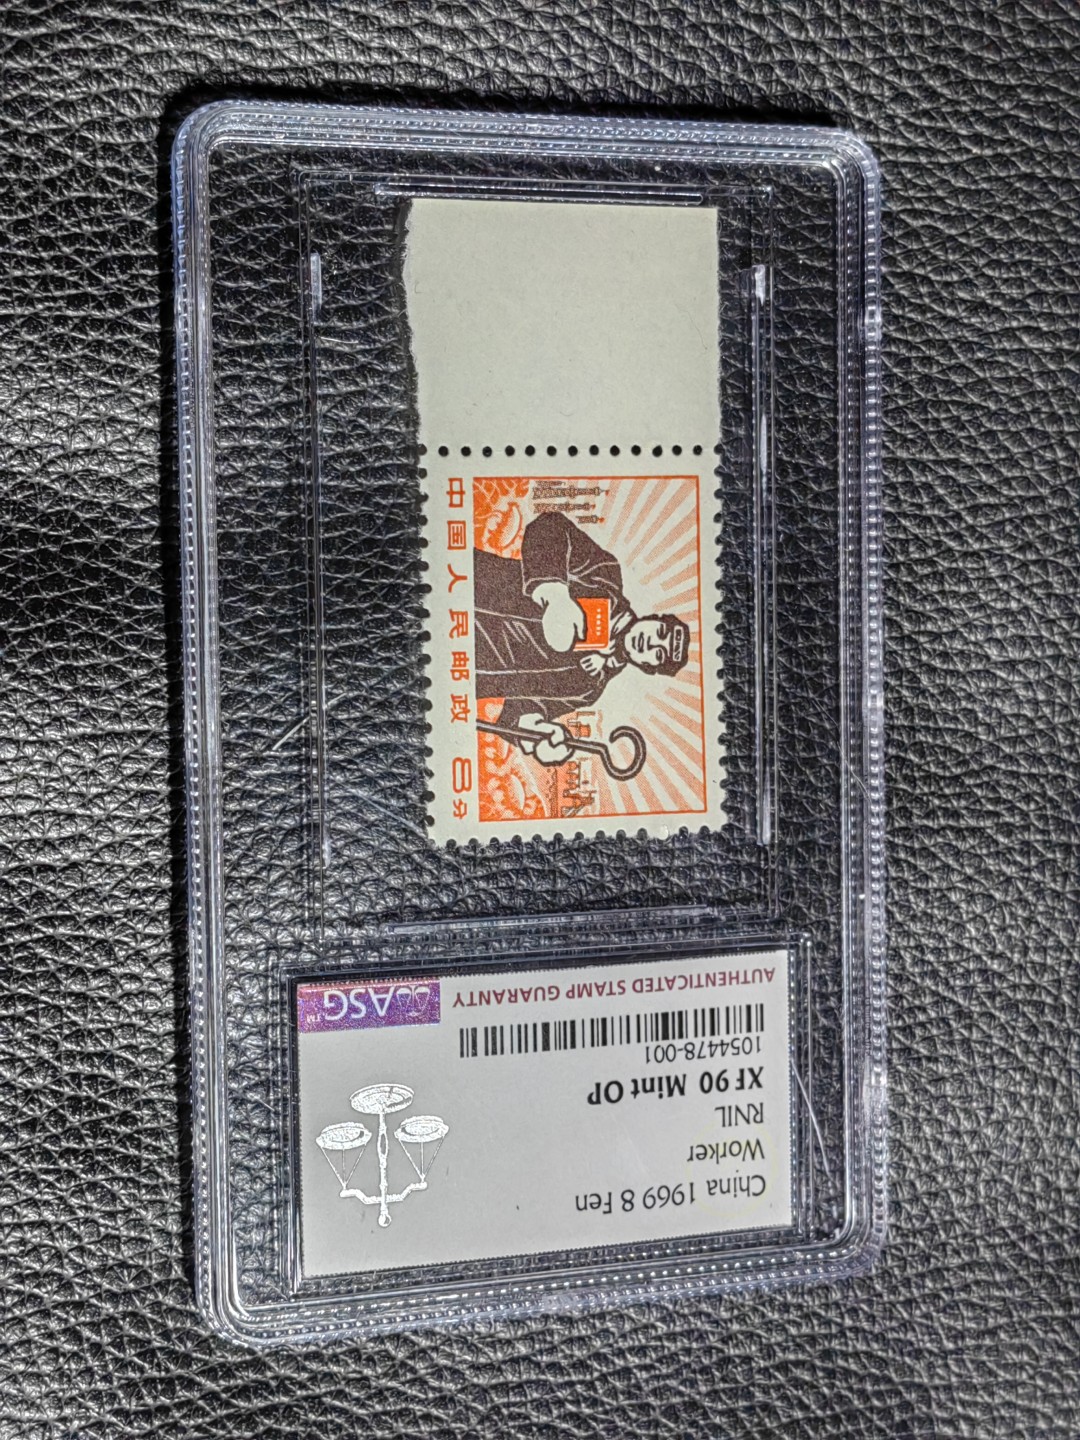 中国人民邮政 8分
China 1969 8 Fen
Worker
RNIL
XF 90 Mint OP
1054478-001
AUTHENTICATED STAMP GUARANTY
ASG™